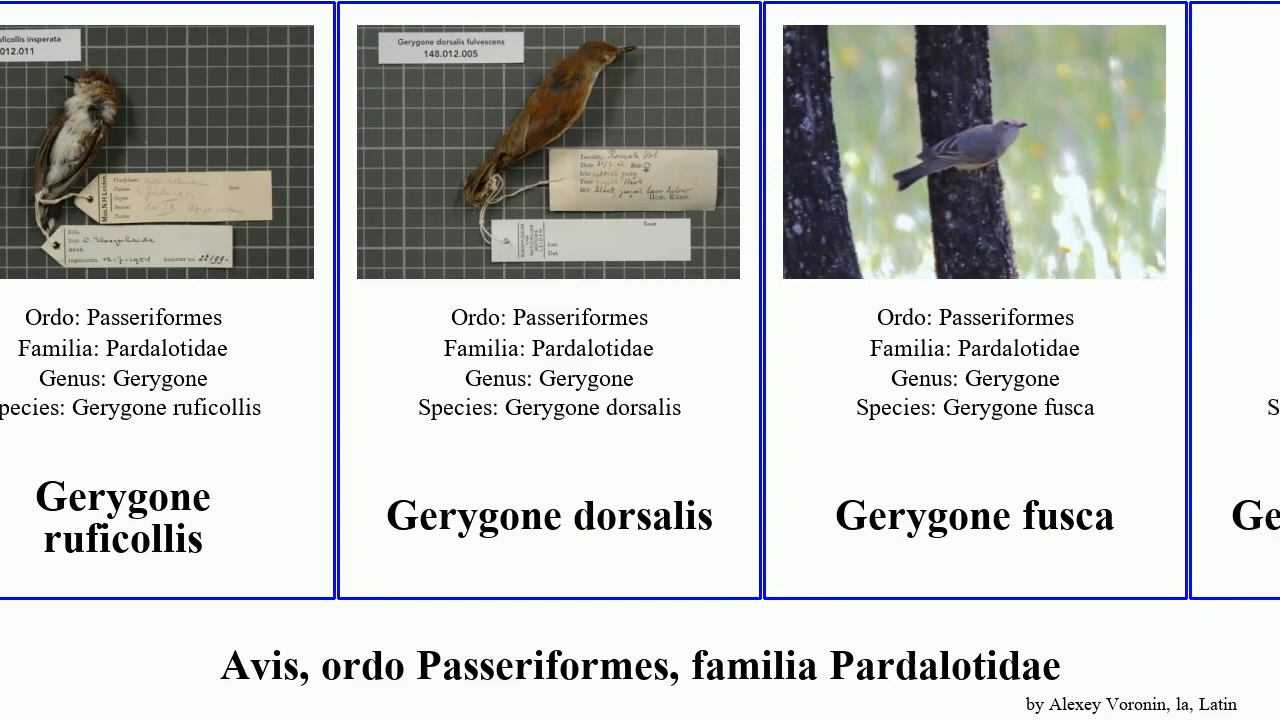 uficollis insperata
012.011
Gerygone dorsalis fulvescens
148.012.005
Ordo: Passeriformes
Familia: Pardalotidae
Genus: Gerygone
pecies: Gerygone ruficollis
Gerygone
ruficollis
Ordo: Passeriformes
Familia: Pardalotidae
Genus: Gerygone
Species: Gerygone dorsalis
Gerygone dorsalis
Ordo: Passeriformes
Familia: Pardalotidae
Genus: Gerygone
Species: Gerygone fusca
Gerygone fusca
S
Ge
Avis, ordo Passeriformes, familia Pardalotidae
by Alexey Voronin, la, Latin